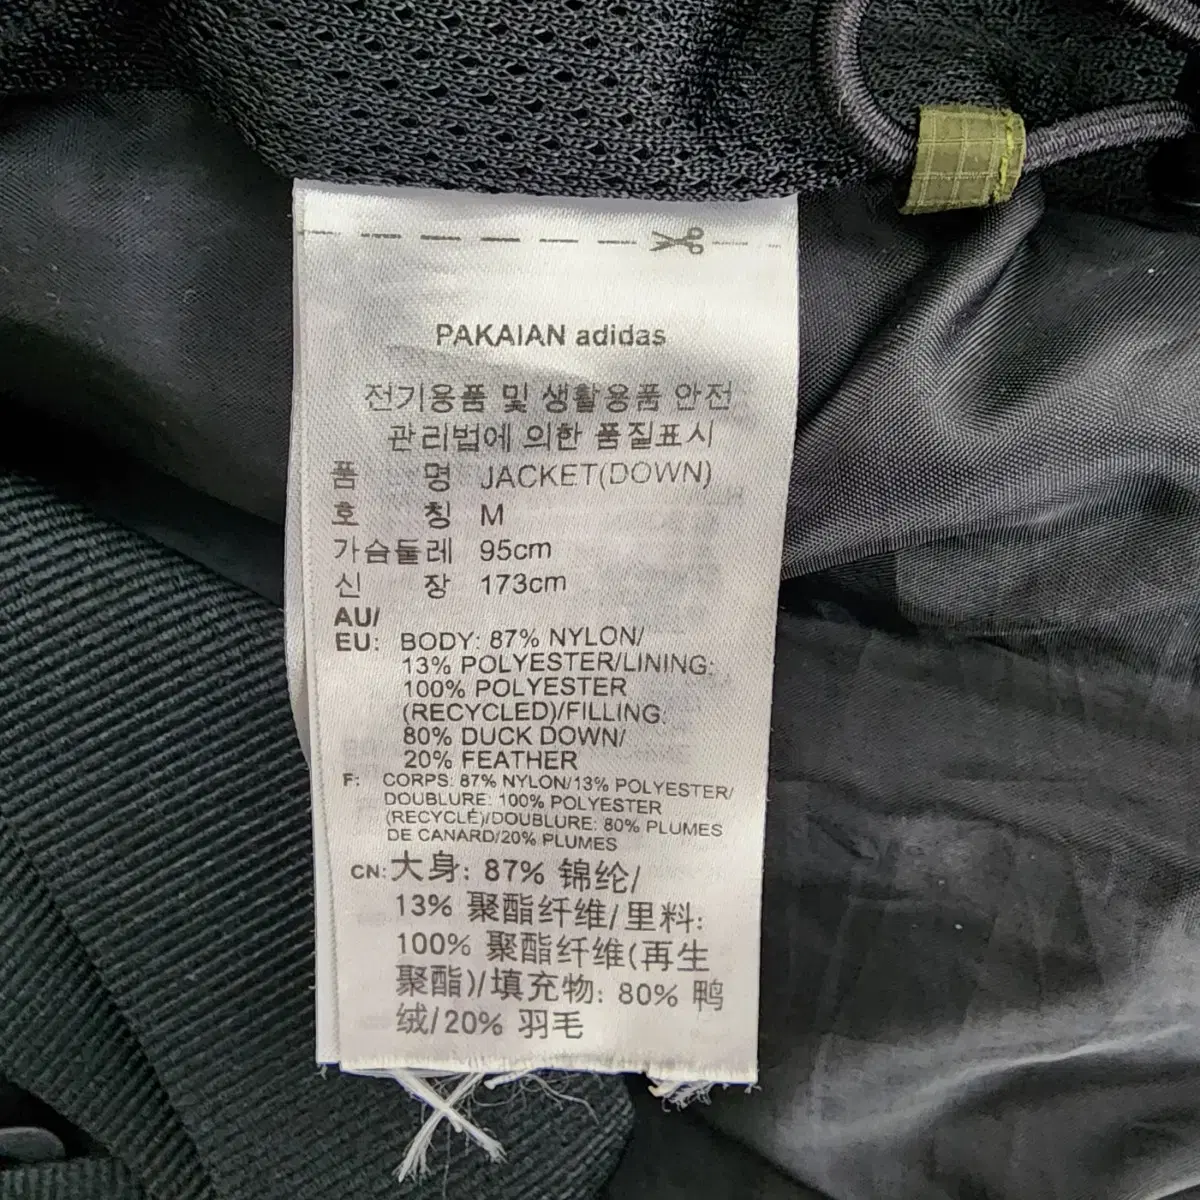 PAKAIAN adidas
전기용품 및 생활용품 안전
관리법에 의한 품질표시
품 명 JACKET(DOWN)
호 칭 M
가슴둘레 95cm
신 장 173cm
AU/
EU: BODY: 87% NYLON/
13% POLYESTER/LINING:
100% POLYESTER
(RECYCLED)/FILLING:
80% DUCK DOWN/
20% FEATHER
F: CORPS: 87% NYLON/13% POLYESTER/
DOUBLURE: 100% POLYESTER
(RECYCLÉ)/DOUBLURE: 80% PLUMES
DE CANARD/20% PLUMES
CN: 大身: 87% 锦纶/
13% 聚酯纤维/里料:
100% 聚酯纤维(再生
聚酯)/填充物: 80% 鸭
绒/20% 羽毛